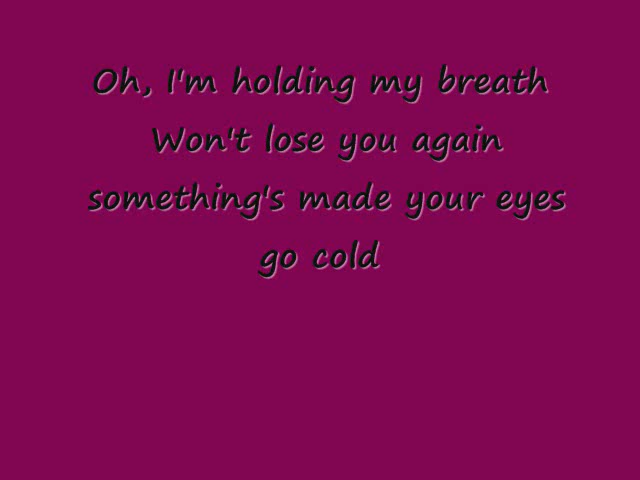 Oh, I'm holding my breath
Won't lose you again
something's made your eyes
go cold